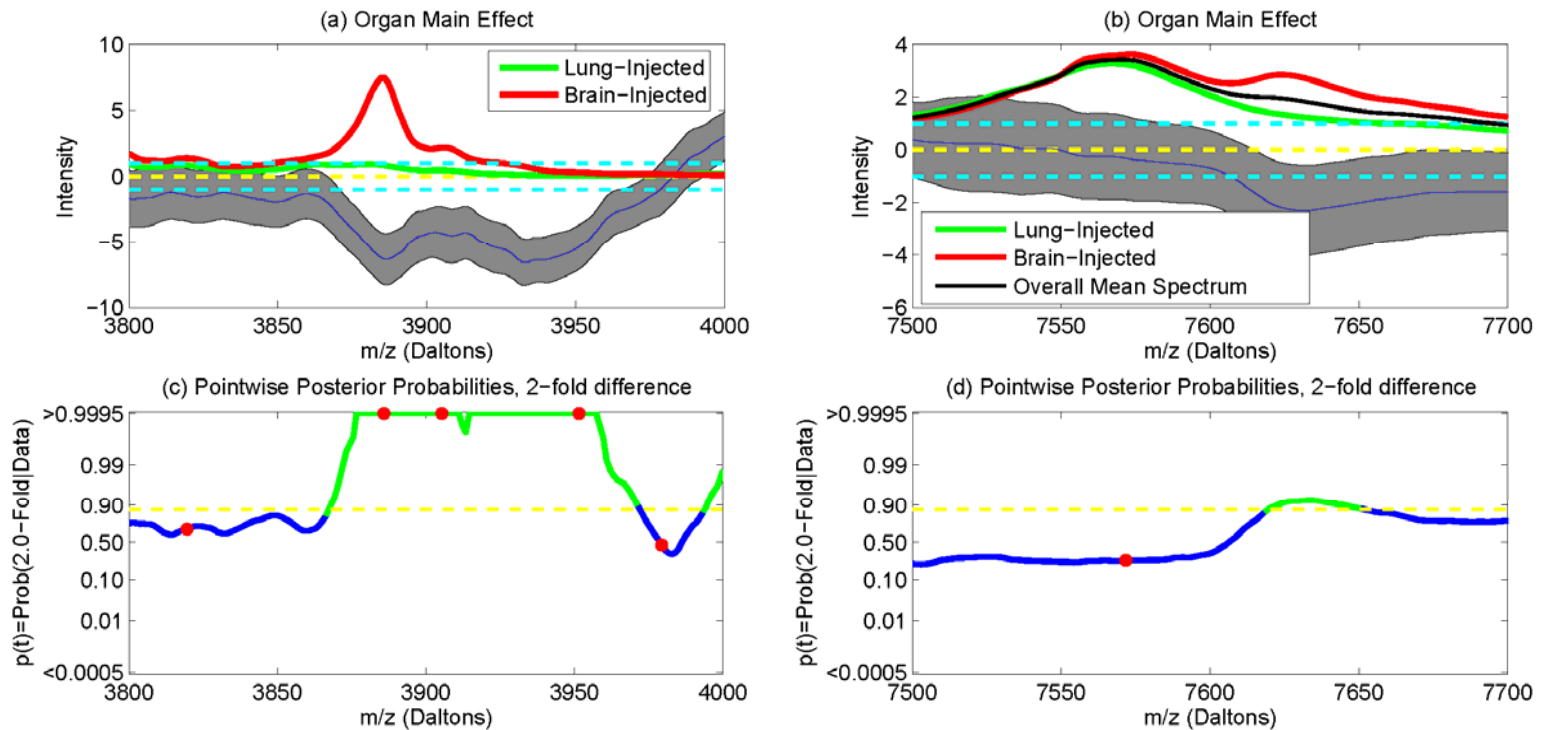 (a) Organ Main Effect
10
5
0
−5
−10
Intensity
Lung−Injected
Brain−Injected
3800
3850
3900
3950
4000
m/z (Daltons)
(b) Organ Main Effect
4
2
0
−2
−4
−6
Intensity
Lung−Injected
Brain−Injected
Overall Mean Spectrum
7500
7550
7600
7650
7700
m/z (Daltons)
(c) Pointwise Posterior Probabilities, 2−fold difference
>0.9995
0.99
0.90
0.50
0.10
0.01
<0.0005
p(t)=Prob(2.0−Fold|Data)
3800
3850
3900
3950
4000
m/z (Daltons)
(d) Pointwise Posterior Probabilities, 2−fold difference
>0.9995
0.99
0.90
0.50
0.10
0.01
<0.0005
p(t)=Prob(2.0−Fold|Data)
7500
7550
7600
7650
7700
m/z (Daltons)